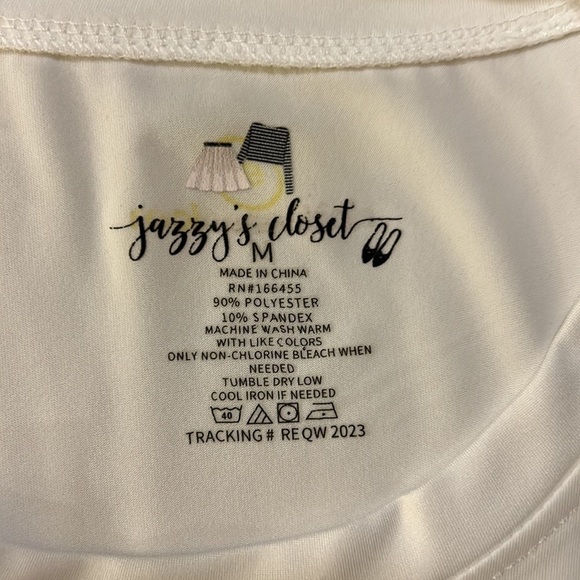 jazzy's closet
M
MADE IN CHINA
RN#166455
90% POLYESTER
10% SPANDEX
MACHINE WASH WARM
WITH LIKE COLORS
ONLY NON-CHLORINE BLEACH WHEN
NEEDED
TUMBLE DRY LOW
COOL IRON IF NEEDED
40
TRACKING# REQW 2023